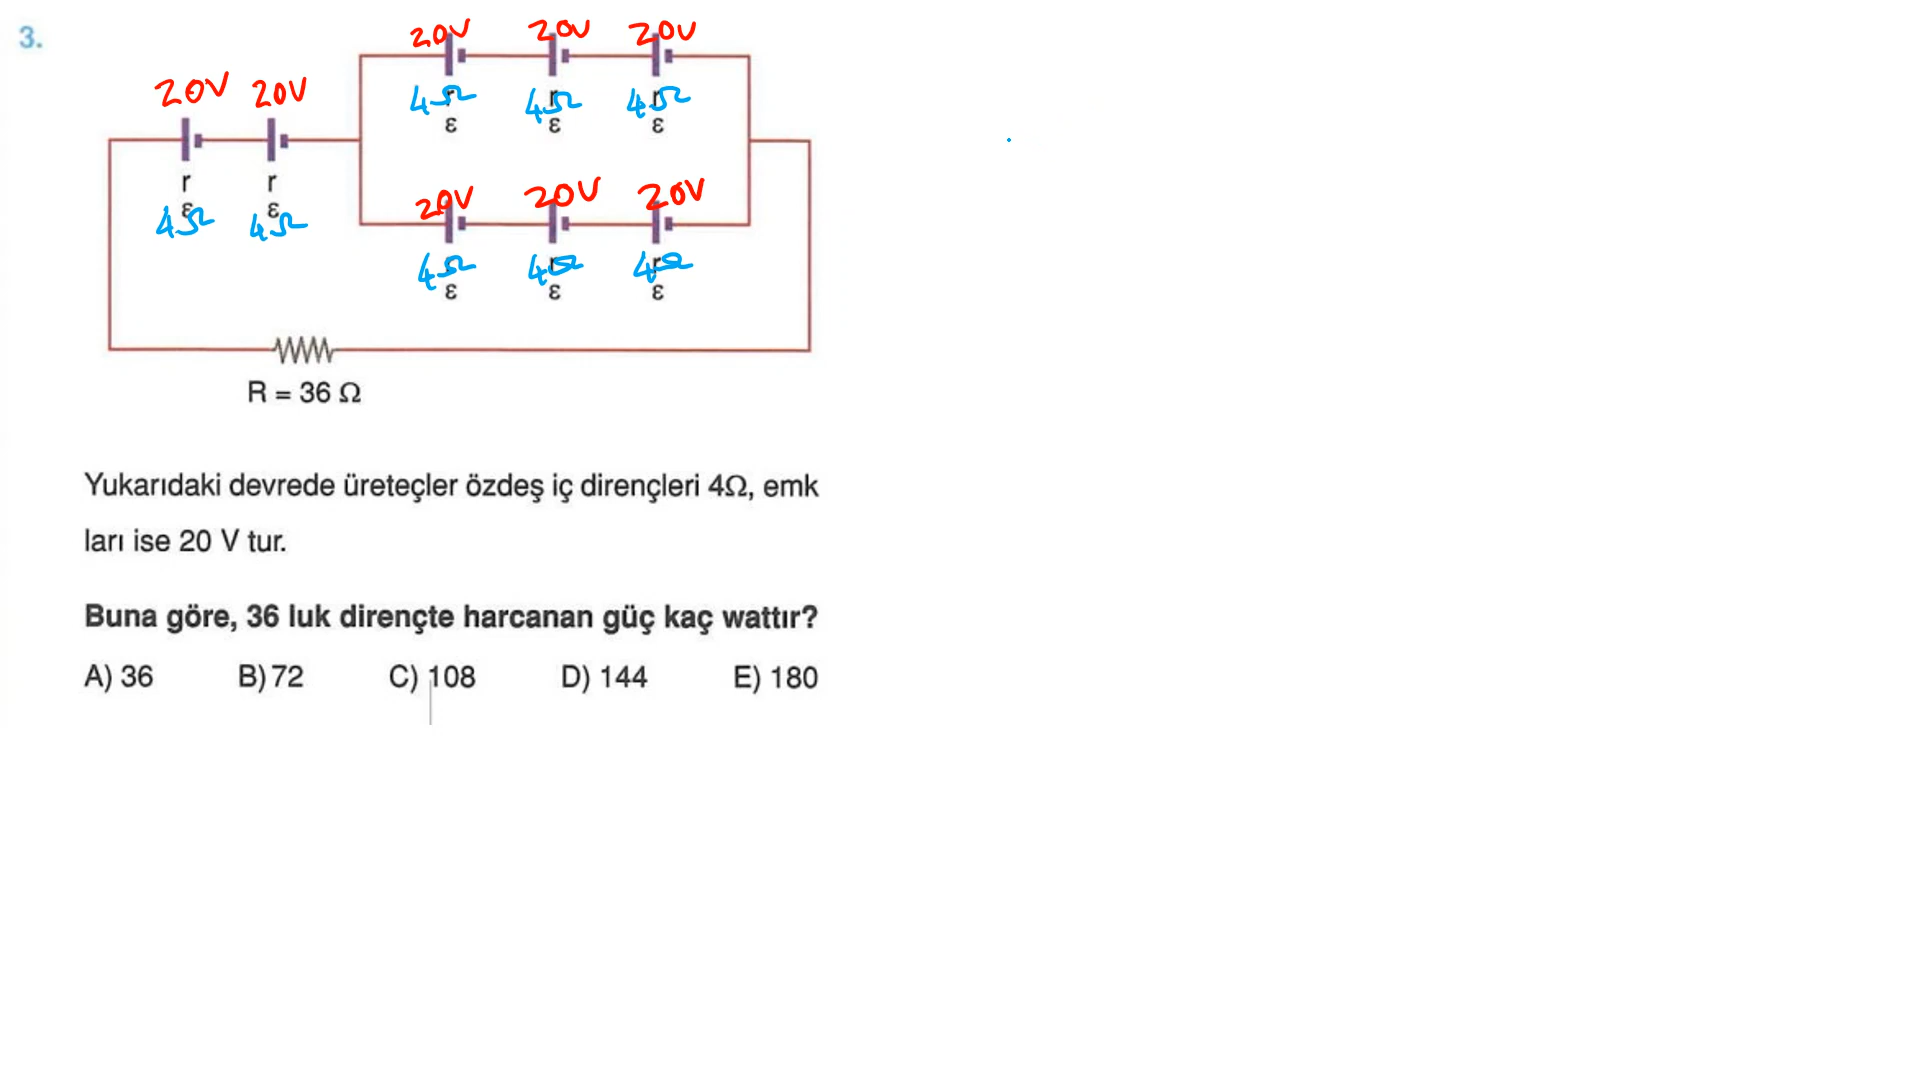 3.
20V 20V 20V
20V 20V
4Ω 4Ω 4Ω
r r r
ε ε ε
r r
ε ε
4Ω 4Ω
20V 20V 20V
4Ω 4Ω 4Ω
r r
ε ε ε
R = 36 Ω
Yukarıdaki devrede üreteçler özdeş iç dirençleri 4Ω, emk
ları ise 20 V tur.
Buna göre, 36 luk dirençte harcanan güç kaç wattır?
A) 36 B) 72 C) 108 D) 144 E) 180